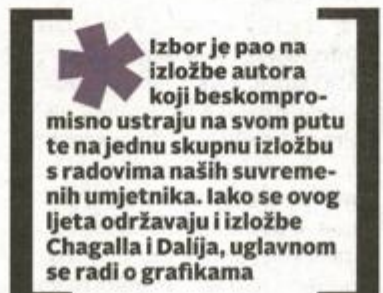 Izbor je pao na
izložbe autora
koji beskompro-
misno ustraju na svom putu
te na jednu skupnu izložbu
s radovima naših suvreme-
nih umjetnika. Iako se ovog
ljeta održavaju i izložbe
Chagalla i Dalíja, uglavnom
se radi o grafikama